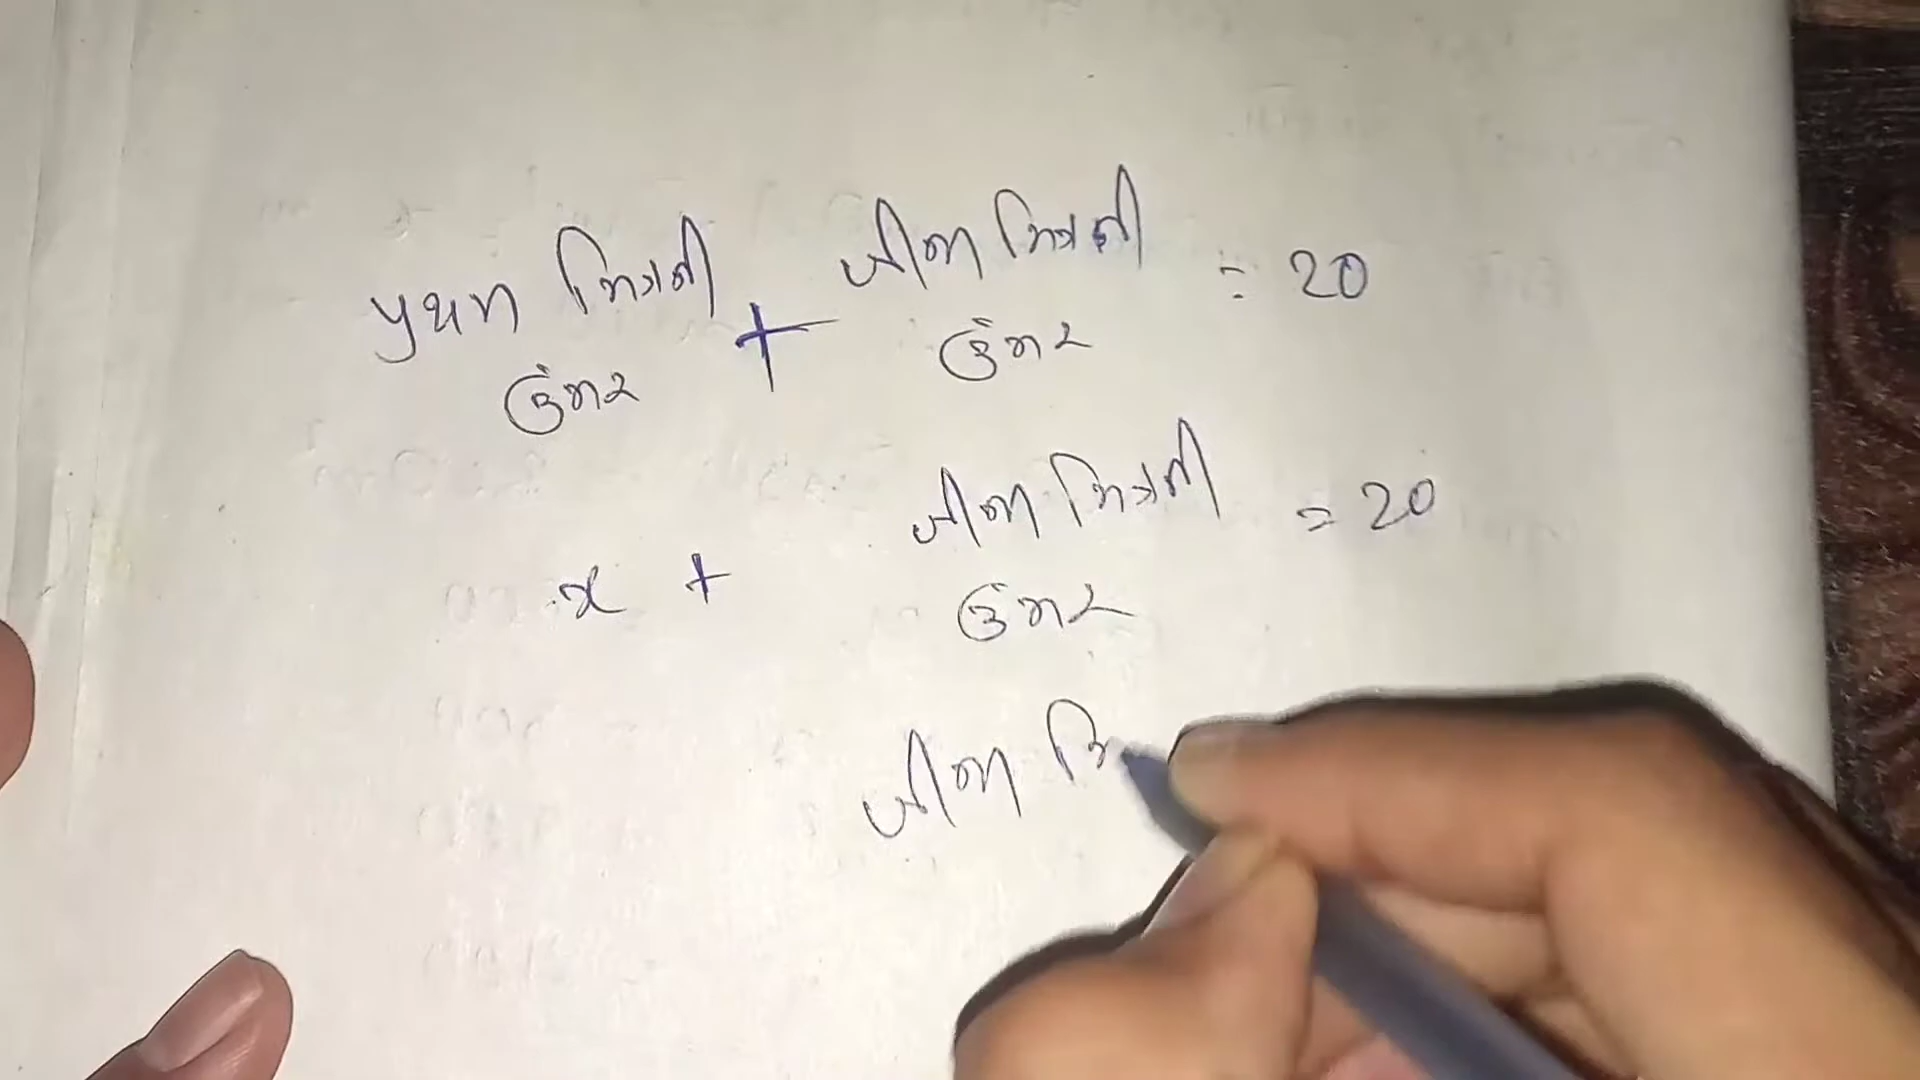 પ્રથમ મિત્રની + બીજા મિત્રની = 20
ઉંમર ઉંમર
x + બીજા મિત્રની = 20
ઉંમર
બીજા મિ